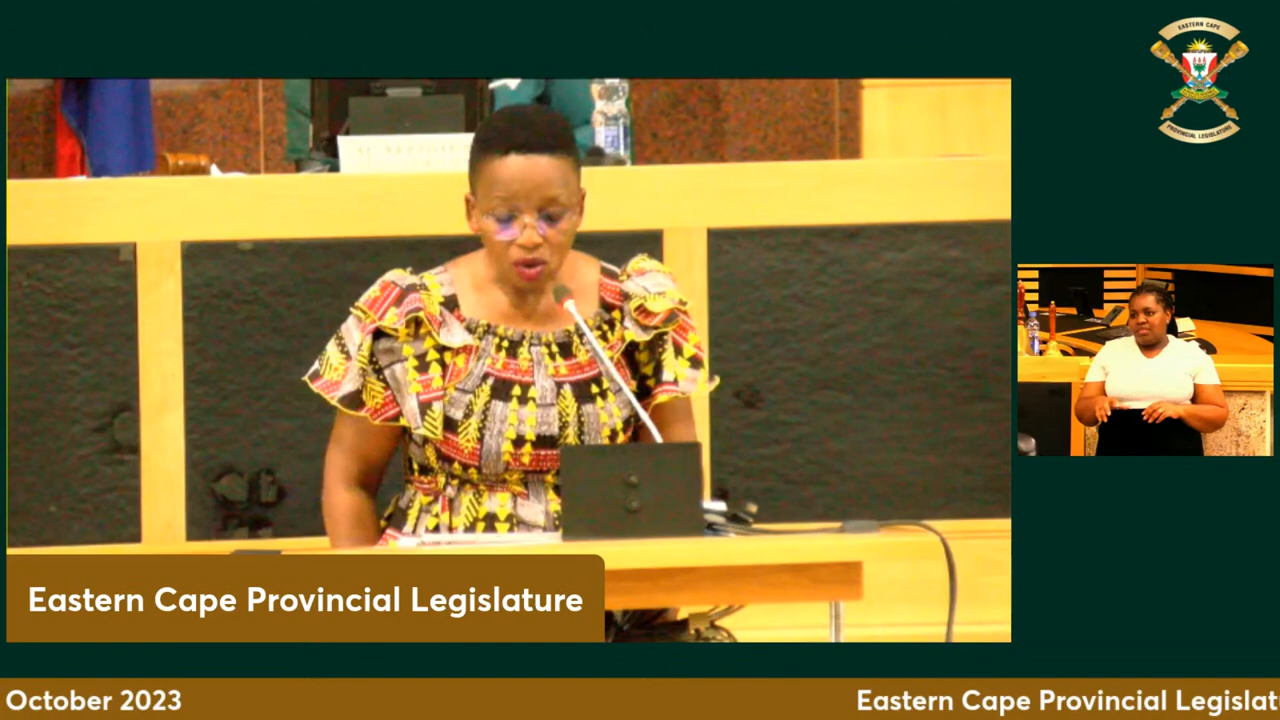 EASTERN CAPE
PROVINCIAL LEGISLATURE
Eastern Cape Provincial Legislature
October 2023
Eastern Cape Provincial Legislat